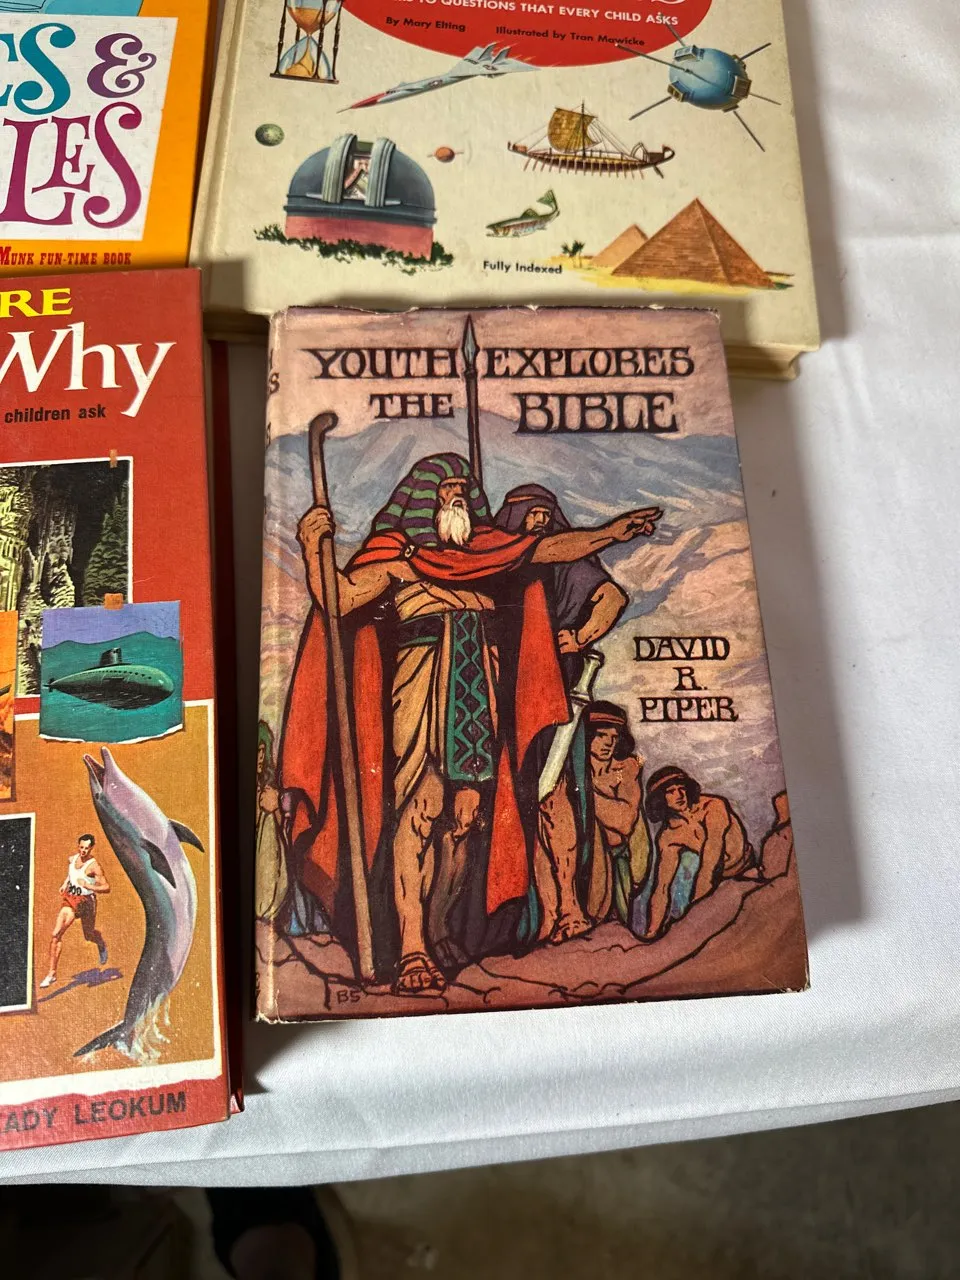 ES &
LES
MUNK FUN-TIME BOOK
TO QUESTIONS THAT EVERY CHILD ASKS
By Mary Elting Illustrated by Tran Mawicke
Fully Indexed
RE
Why
children ask
ADY LEOKUM
YOUTH EXPLORES
THE BIBLE
DAVID
R.
PIPER
BS